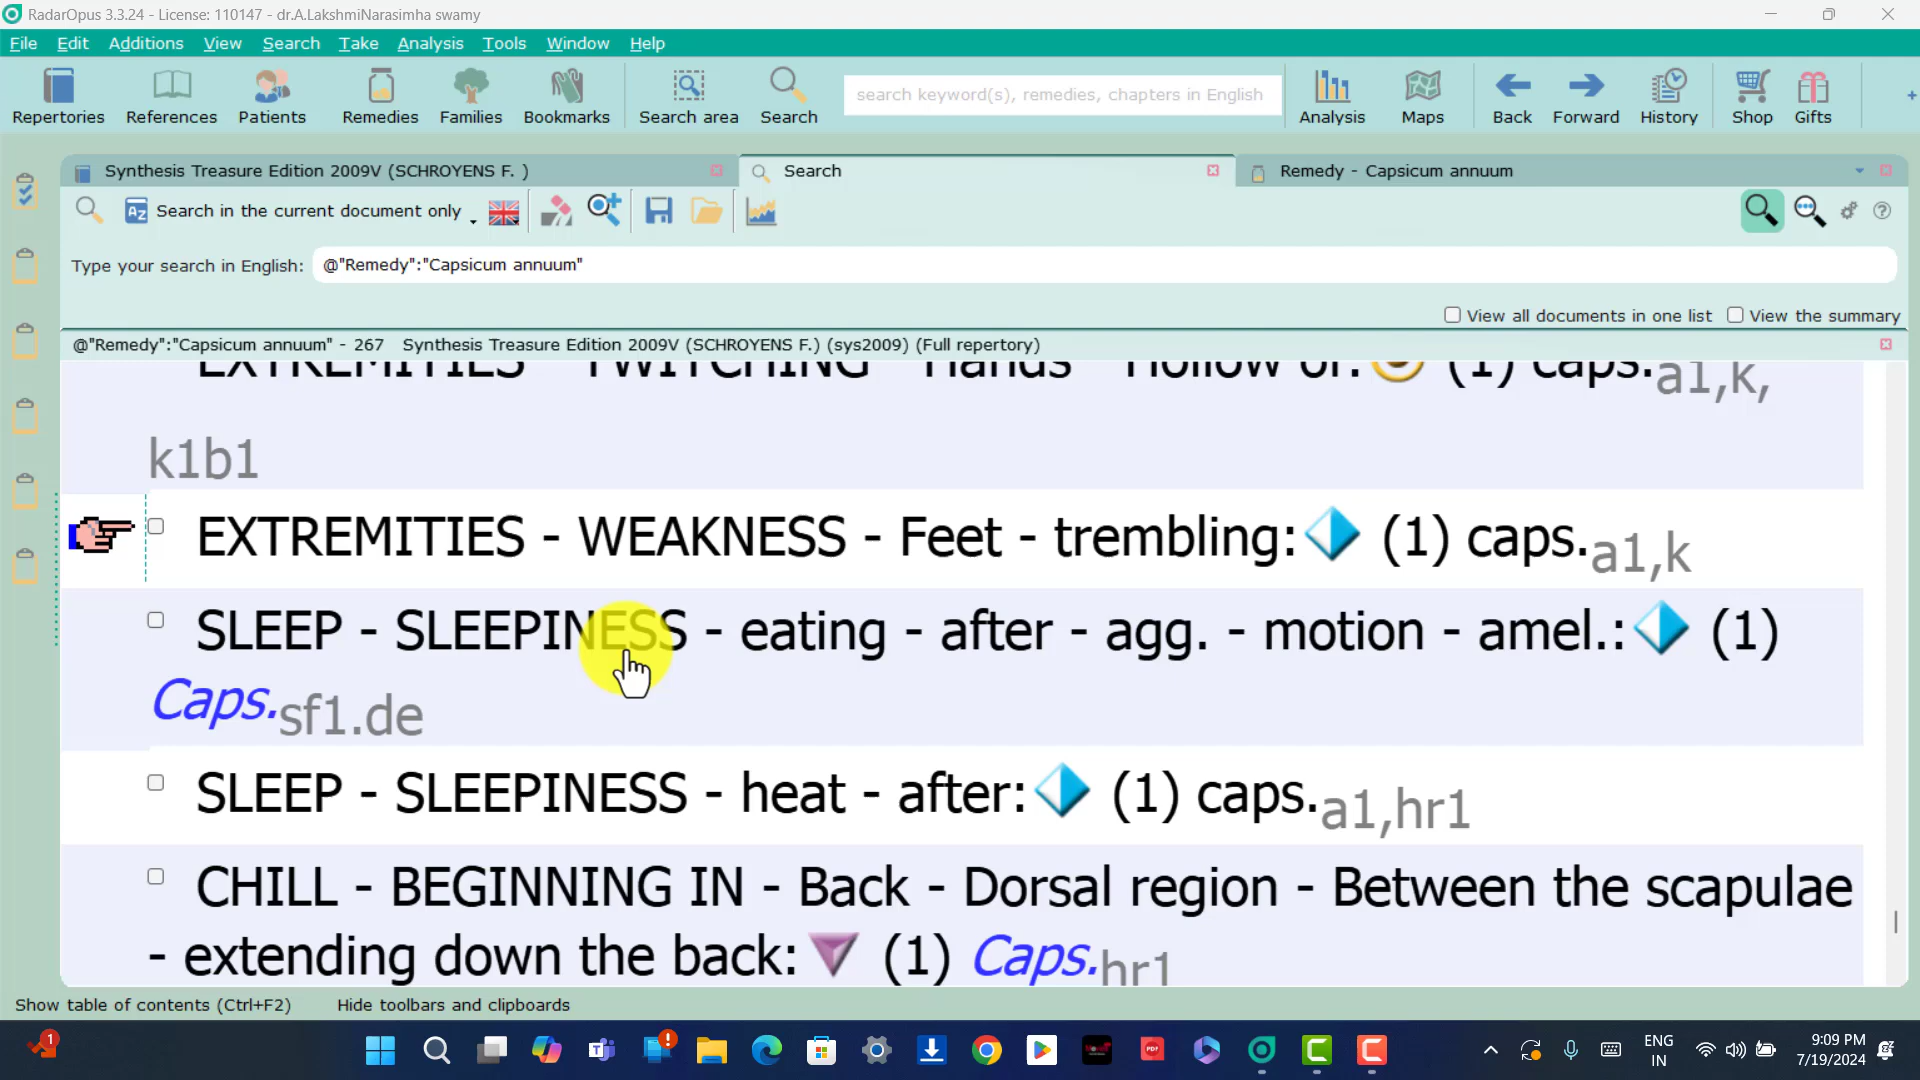 RadarOpus 3.3.24 - License: 110147 - dr.A.LakshmiNarasimha swamy
File Edit Additions View Search Take Analysis Tools Window Help
Repertories References Patients Remedies Families Bookmarks Search area Search search keyword(s), remedies, chapters in English Analysis Maps Back Forward History Shop Gifts
Synthesis Treasure Edition 2009V (SCHROYENS F. ) Search Remedy - Capsicum annuum
Search in the current document only
Type your search in English: @"Remedy":"Capsicum annuum"
View all documents in one list View the summary
@"Remedy":"Capsicum annuum" - 267 Synthesis Treasure Edition 2009V (SCHROYENS F.) (sys2009) (Full repertory)
EXTREMITIES - TWITCHING - Hands - Hollow of: (1) caps.a1,k,
k1b1
EXTREMITIES - WEAKNESS - Feet - trembling: (1) caps.a1,k
SLEEP - SLEEPINESS - eating - after - agg. - motion - amel.: (1)
Caps.sf1.de
SLEEP - SLEEPINESS - heat - after: (1) caps.a1,hr1
CHILL - BEGINNING IN - Back - Dorsal region - Between the scapulae
- extending down the back: (1) Caps.hr1
Show table of contents (Ctrl+F2) Hide toolbars and clipboards
1 ENG 9:09 PM
IN 7/19/2024